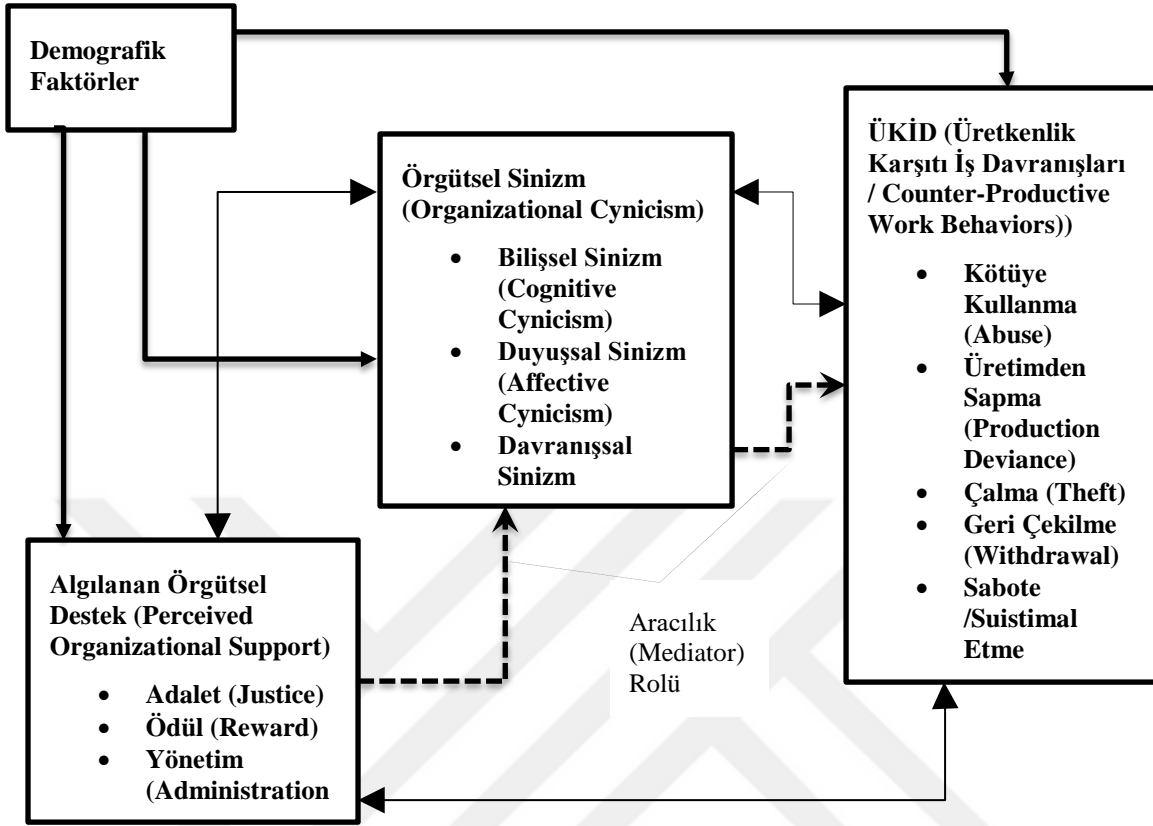 Demografik
Faktörler
Örgütsel Sinizm
(Organizational Cynicism)
• Bilişsel Sinizm
(Cognitive
Cynicism)
• Duyuşsal Sinizm
(Affective
Cynicism)
• Davranışsal
Sinizm
ÜKİD (Üretkenlik
Karşıtı İş Davranışları
/ Counter-Productive
Work Behaviors))
• Kötüye
Kullanma
(Abuse)
• Üretimden
Sapma
(Production
Deviance)
• Çalma (Theft)
• Geri Çekilme
(Withdrawal)
• Sabote
/Suistimal
Etme
Algılanan Örgütsel
Destek (Perceived
Organizational Support)
• Adalet (Justice)
• Ödül (Reward)
• Yönetim
(Administration
Aracılık
(Mediator)
Rolü